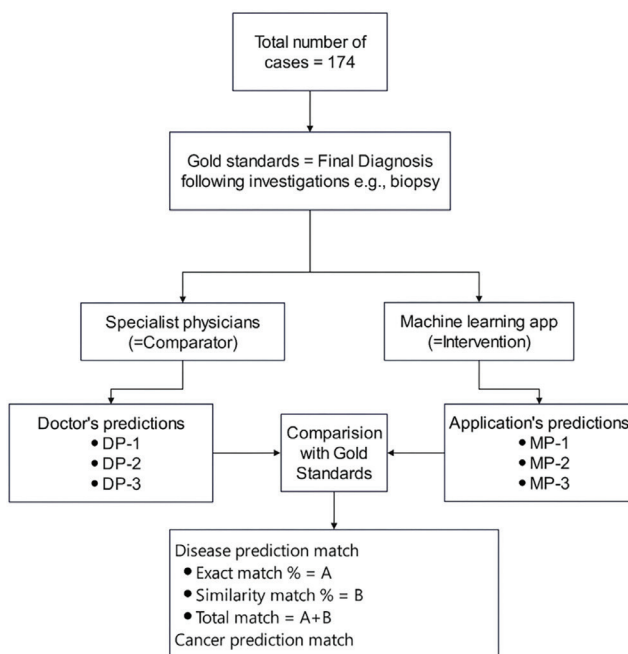 Total number of
cases = 174
Gold standards = Final Diagnosis
following investigations e.g., biopsy
Specialist physicians
(=Comparator)
Machine learning app
(=Intervention)
Doctor's predictions
● DP-1
● DP-2
● DP-3
Comparision
with Gold
Standards
Application's predictions
● MP-1
● MP-2
● MP-3
Disease prediction match
● Exact match % = A
● Similarity match % = B
● Total match = A+B
Cancer prediction match